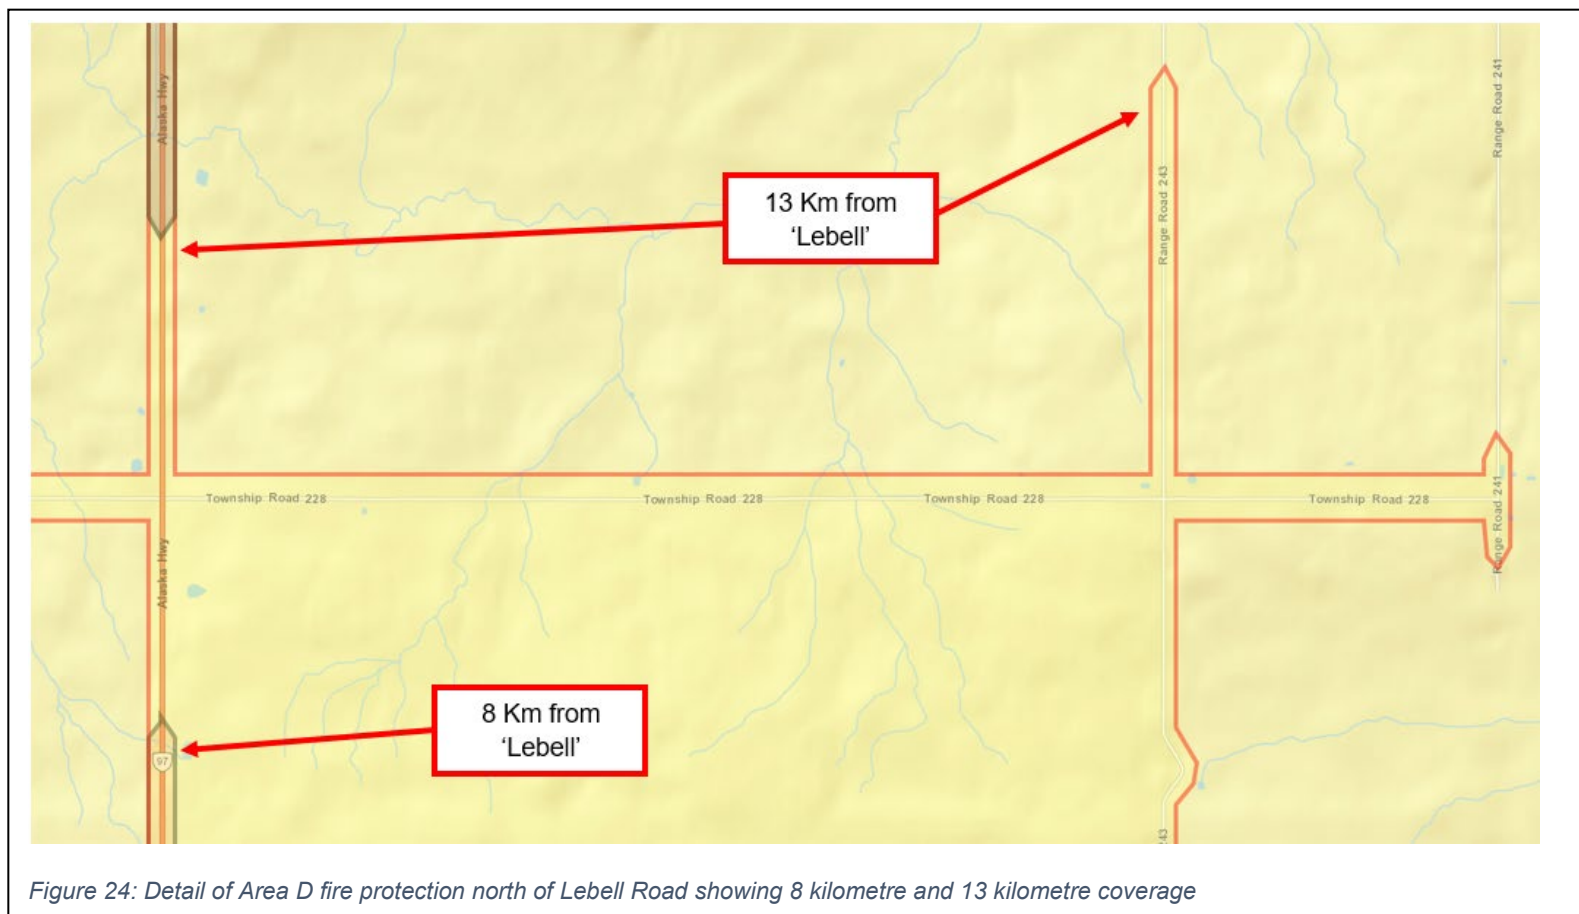 Alaska Hwy
Range Road 241
13 Km from
‘Lebell’
Range Road 243
Township Road 228
Township Road 228
Township Road 228
Township Road 228
Range Road 241
Alaska Hwy
8 Km from
‘Lebell’
97
243
Figure 24: Detail of Area D fire protection north of Lebell Road showing 8 kilometre and 13 kilometre coverage